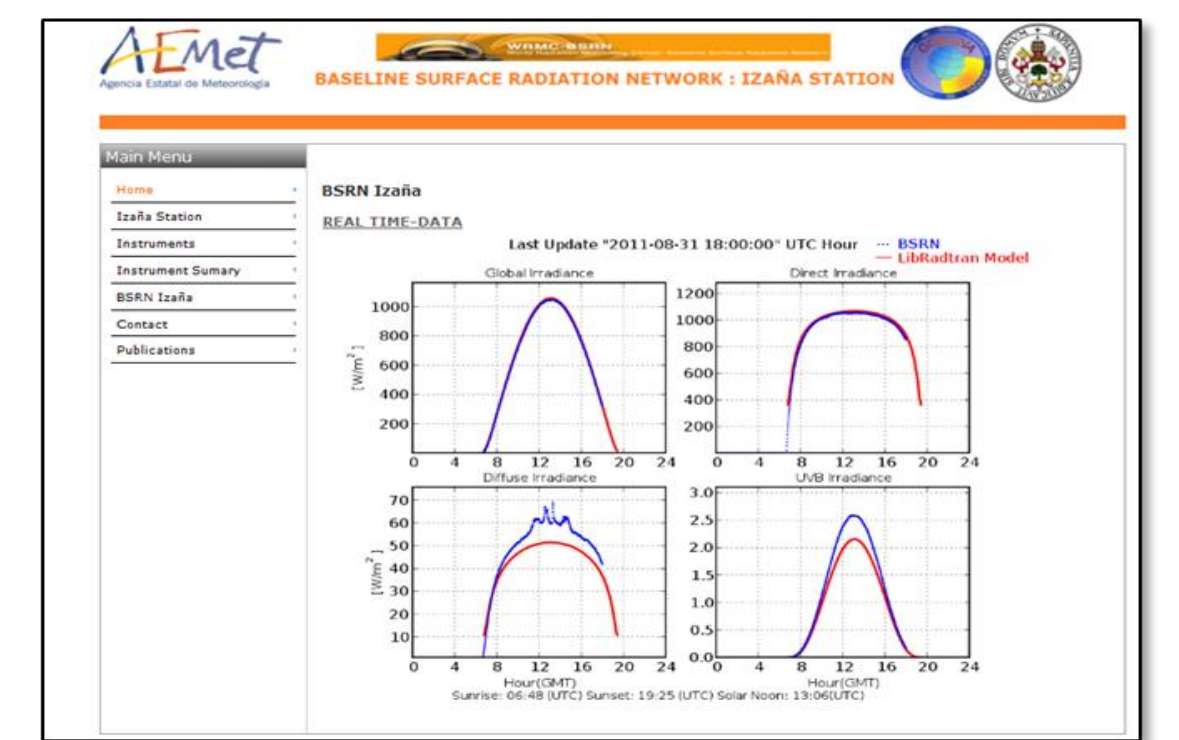 AEMet
Agencia Estatal de Meteorología
WRMC-BSRN
BASELINE SURFACE RADIATION NETWORK : IZAÑA STATION
Main Menu
Home
Izaña Station
Instruments
Instrument Sumary
BSRN Izaña
Contact
Publications
BSRN Izaña
REAL TIME-DATA
Last Update "2011-08-31 18:00:00" UTC Hour
BSRN
LibRadtran Model
Global Irradiance
[W/m²]
1000
800
600
400
200
0 4 8 12 16 20 24
Direct Irradiance
1200
1000
800
600
400
200
0 4 8 12 16 20 24
Diffuse Irradiance
[W/m²]
70
60
50
40
30
20
10
0 4 8 12 16 20 24
Hour(GMT)
UVB Irradiance
3.0
2.5
2.0
1.5
1.0
0.5
0.0
0 4 8 12 16 20 24
Hour(GMT)
Sunrise: 06:48 (UTC) Sunset: 19:25 (UTC) Solar Noon: 13:06(UTC)